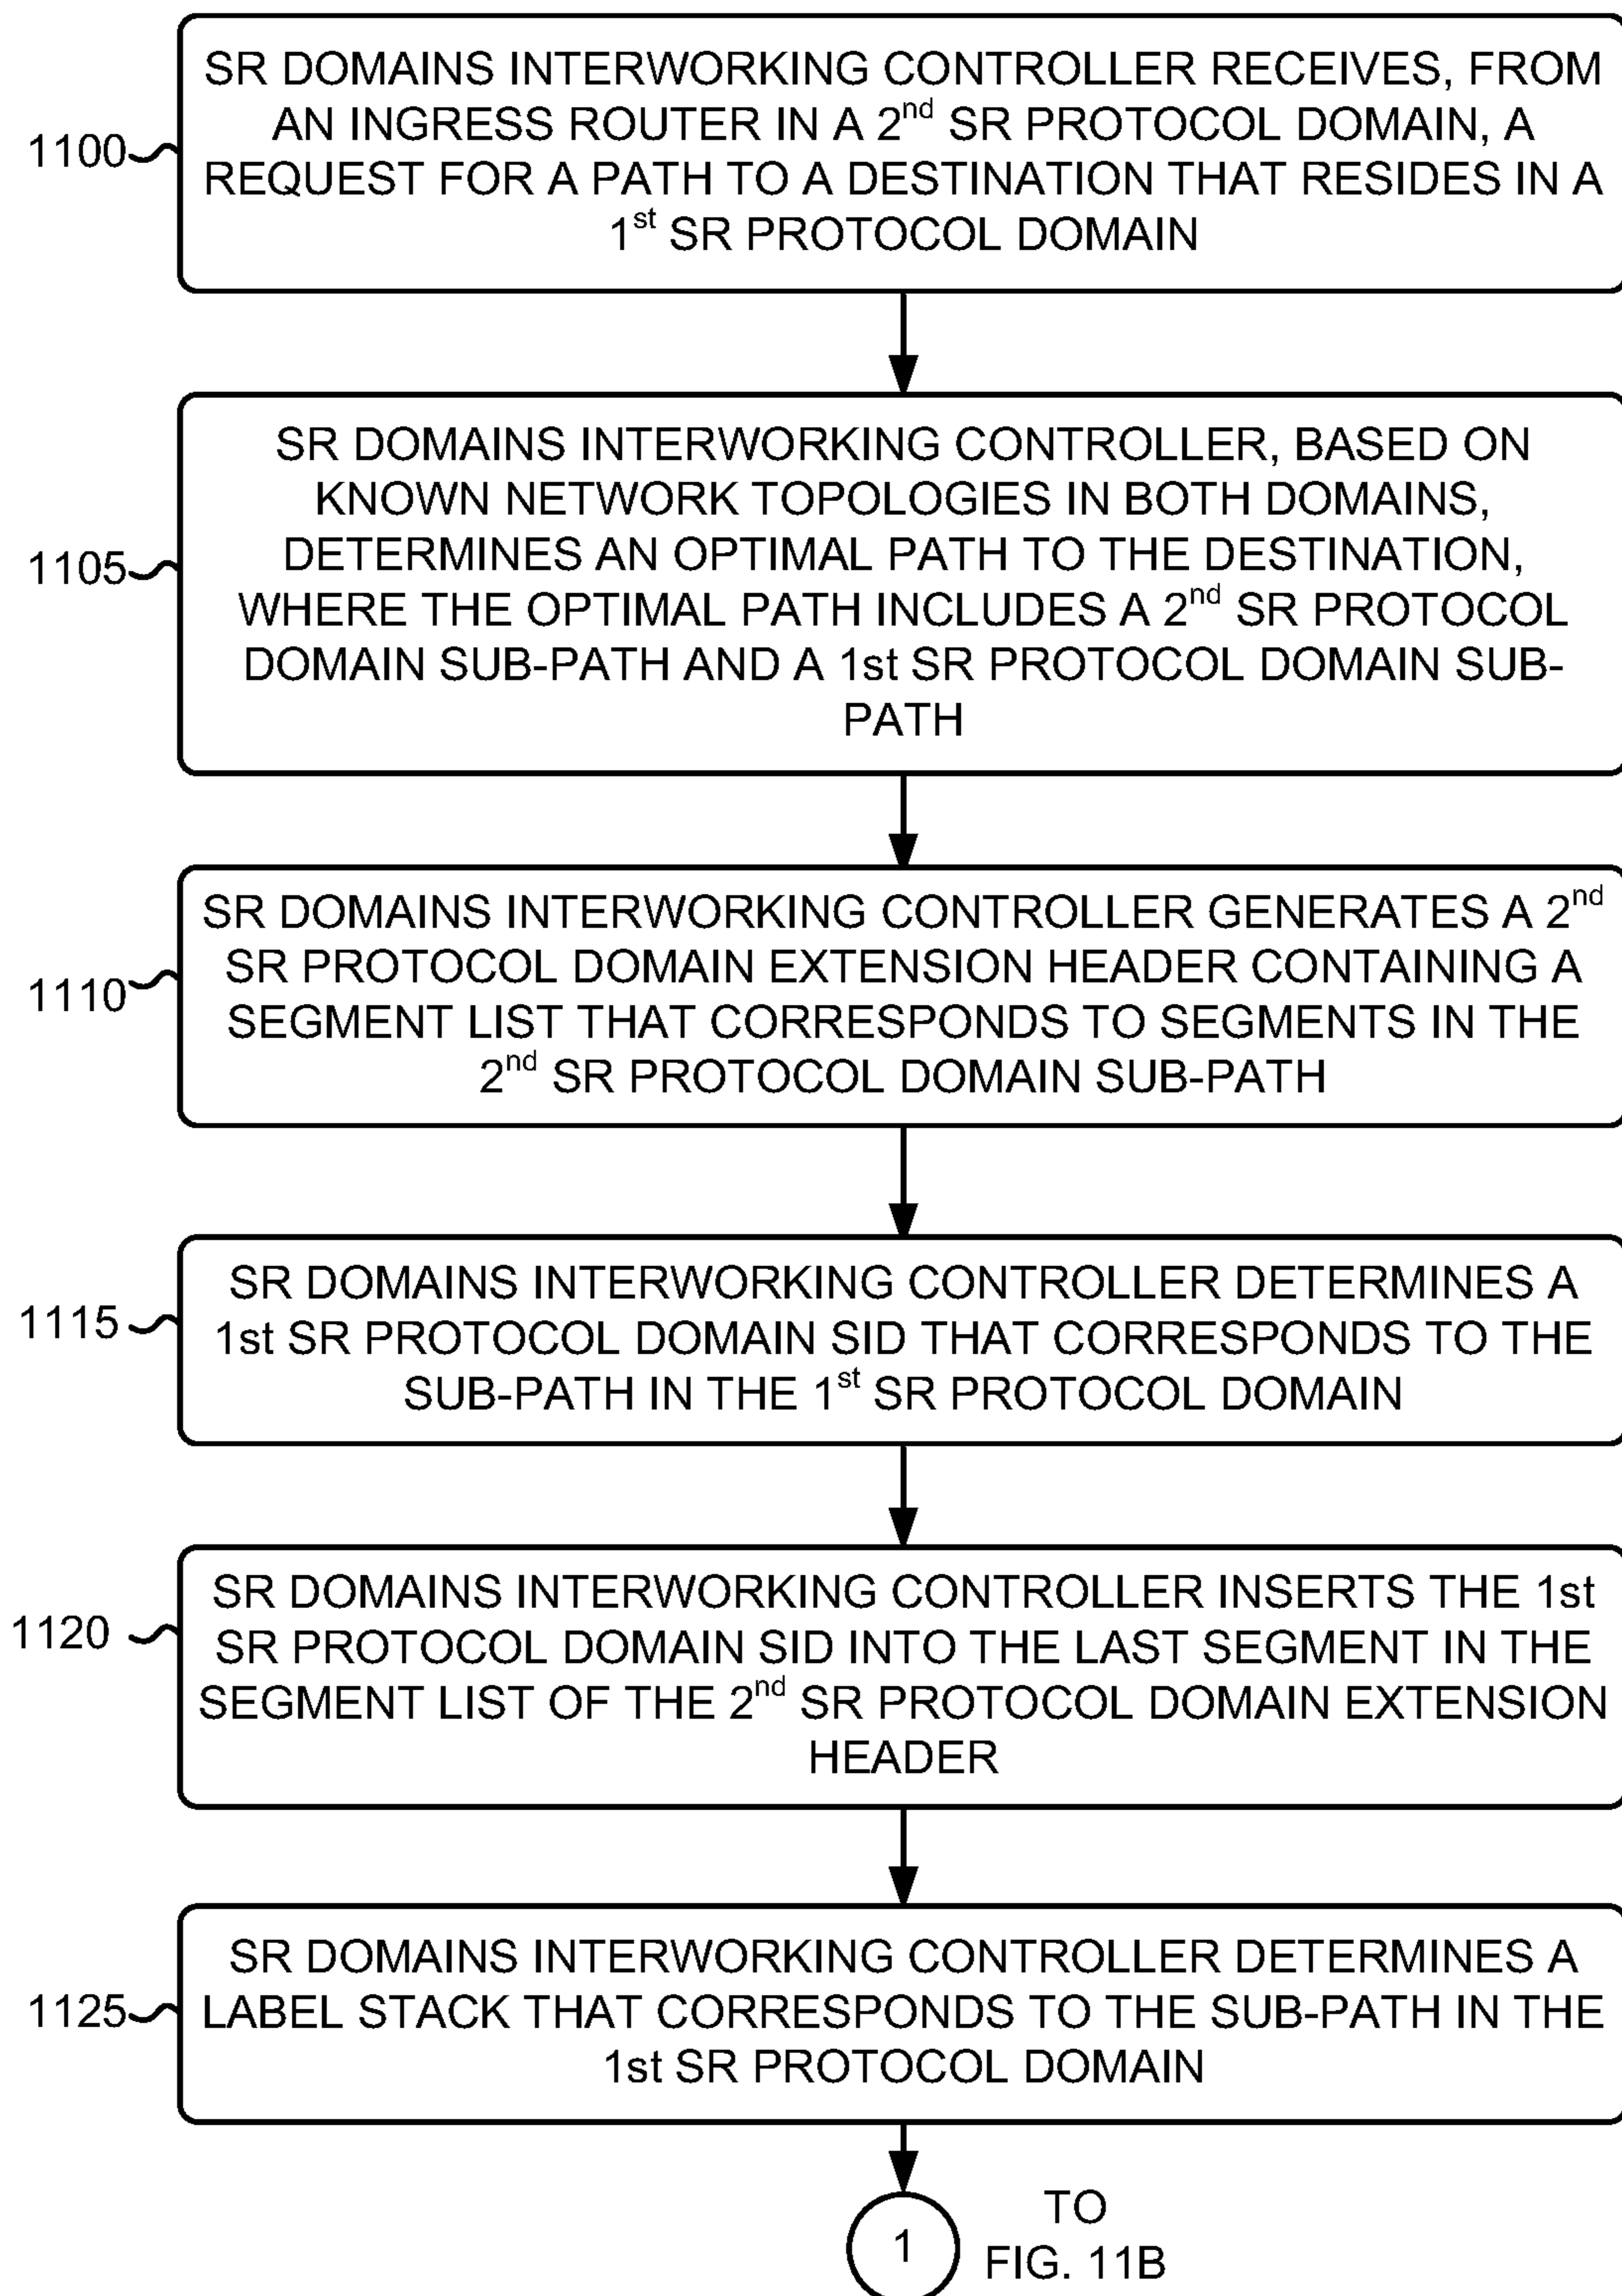 SR DOMAINS INTERWORKING CONTROLLER RECEIVES, FROM
AN INGRESS ROUTER IN A 2nd SR PROTOCOL DOMAIN, A
1100
REQUEST FOR A PATH TO A DESTINATION THAT RESIDES IN A
1st SR PROTOCOL DOMAIN
SR DOMAINS INTERWORKING CONTROLLER, BASED ON
KNOWN NETWORK TOPOLOGIES IN BOTH DOMAINS,
DETERMINES AN OPTIMAL PATH TO THE DESTINATION,
1105
WHERE THE OPTIMAL PATH INCLUDES A 2nd SR PROTOCOL
DOMAIN SUB-PATH AND A 1st SR PROTOCOL DOMAIN SUB-
PATH
SR DOMAINS INTERWORKING CONTROLLER GENERATES A 2nd
SR PROTOCOL DOMAIN EXTENSION HEADER CONTAINING A
1110
SEGMENT LIST THAT CORRESPONDS TO SEGMENTS IN THE
2nd SR PROTOCOL DOMAIN SUB-PATH
SR DOMAINS INTERWORKING CONTROLLER DETERMINES A
1115
1st SR PROTOCOL DOMAIN SID THAT CORRESPONDS TO THE
SUB-PATH IN THE 1st SR PROTOCOL DOMAIN
SR DOMAINS INTERWORKING CONTROLLER INSERTS THE 1st
1120
SR PROTOCOL DOMAIN SID INTO THE LAST SEGMENT IN THE
SEGMENT LIST OF THE 2nd SR PROTOCOL DOMAIN EXTENSION
HEADER
SR DOMAINS INTERWORKING CONTROLLER DETERMINES A
1125
LABEL STACK THAT CORRESPONDS TO THE SUB-PATH IN THE
1st SR PROTOCOL DOMAIN
1
TO
FIG. 11B